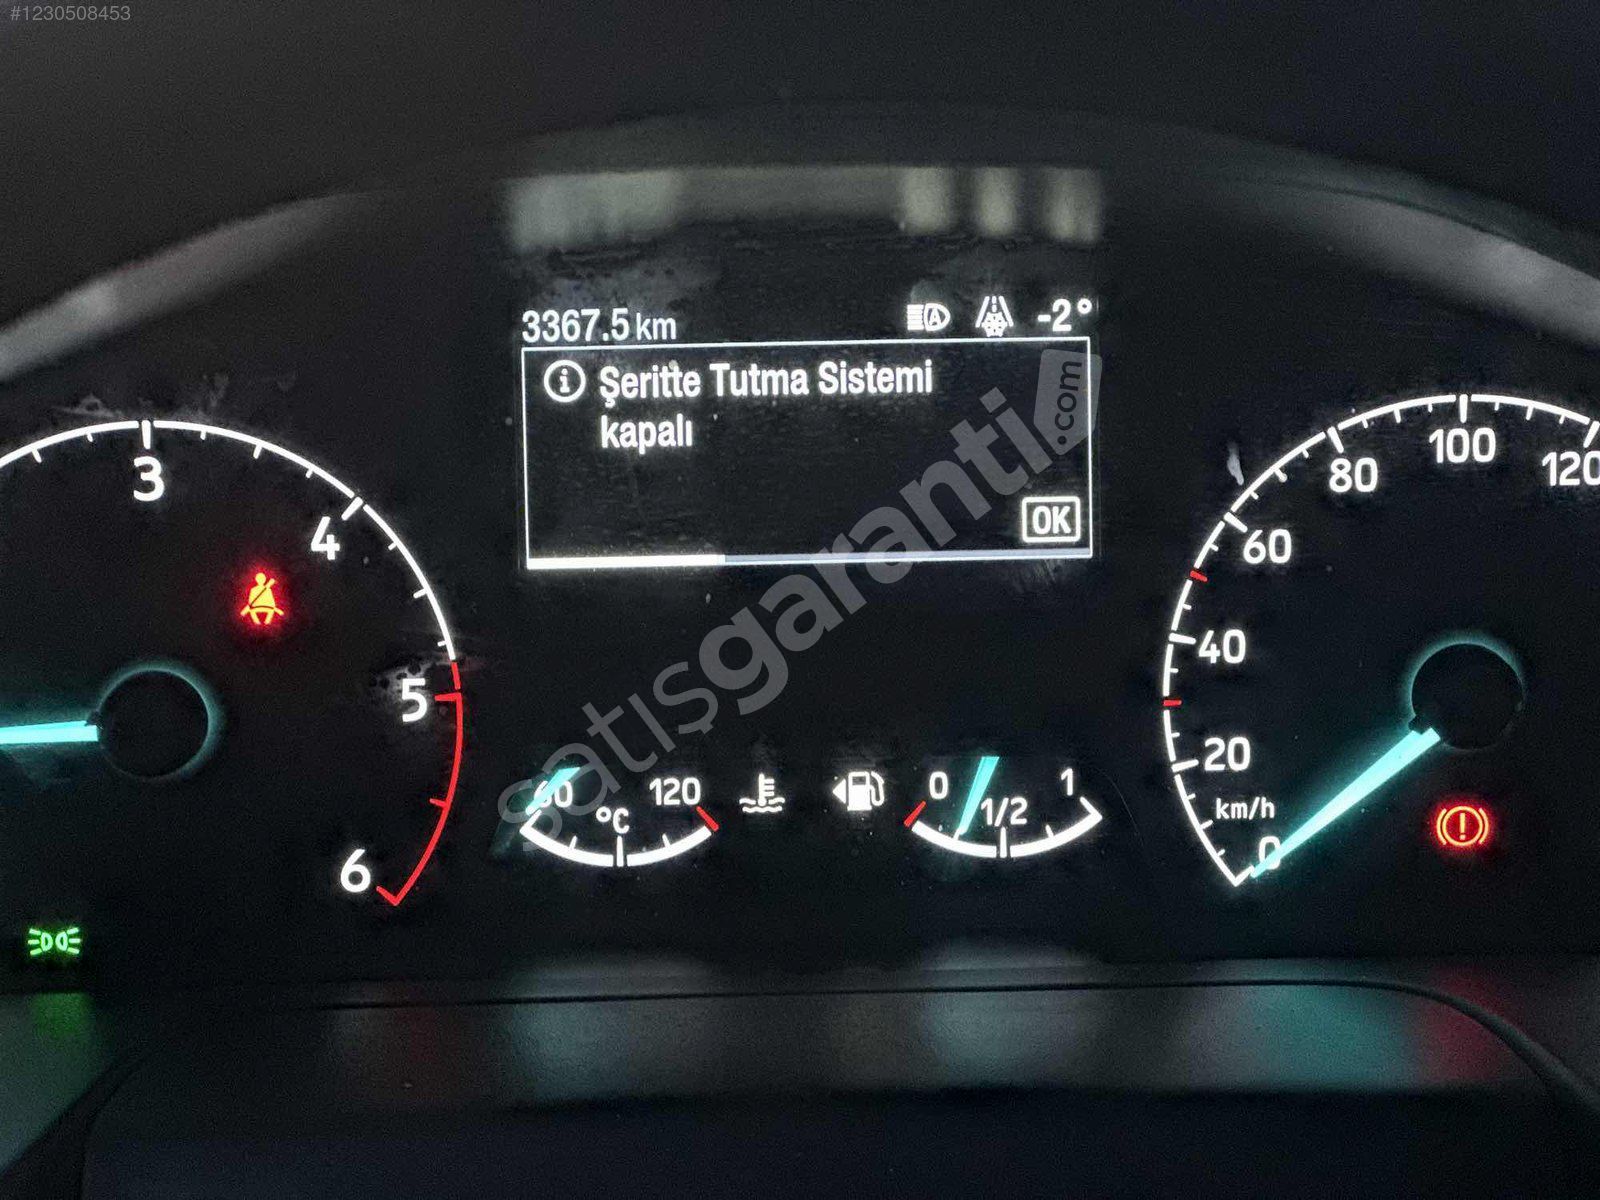 #1230508453
3367.5 km
-2°
Şeritte Tutma Sistemi
kapalı
OK
satışgaranti.com
3
4
5
6
60
120
°C
0
1/2
1
0
20
40
60
80
100
120
km/h